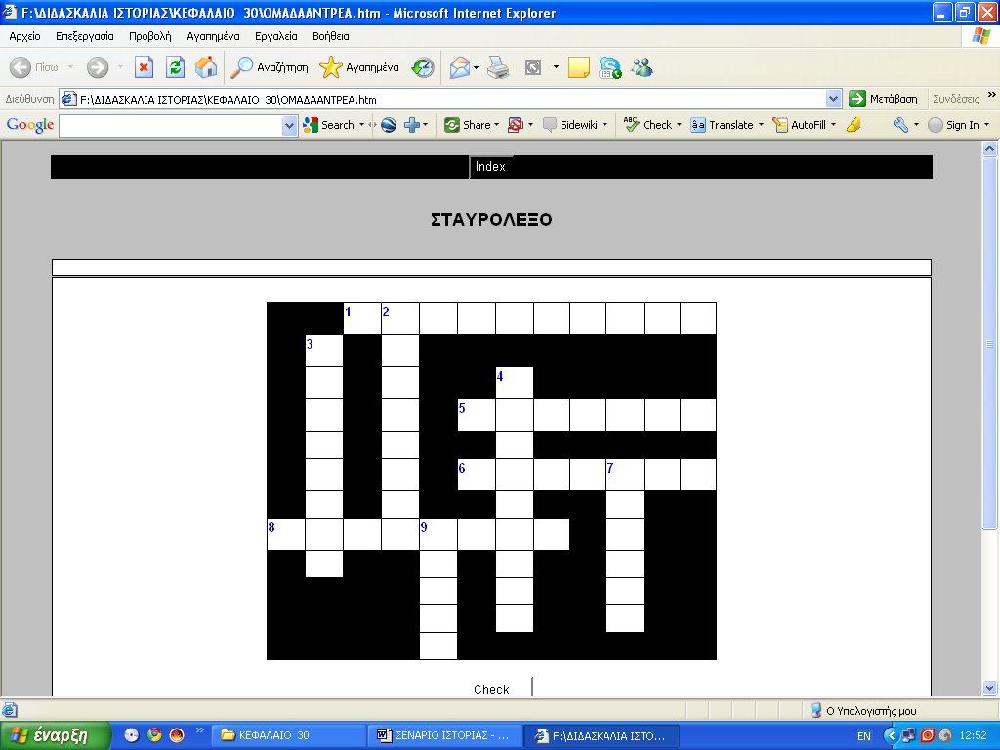 F:\ΔΙΔΑΣΚΑΛΙΑ ΙΣΤΟΡΙΑΣ\ΚΕΦΑΛΑΙΟ 30\ΟΜΑΔΑΑΝΤΡΕΑ.htm - Microsoft Internet Explorer
Αρχείο Επεξεργασία Προβολή Αγαπημένα Εργαλεία Βοήθεια
Πίσω Αναζήτηση Αγαπημένα
Διεύθυνση F:\ΔΙΔΑΣΚΑΛΙΑ ΙΣΤΟΡΙΑΣ\ΚΕΦΑΛΑΙΟ 30\ΟΜΑΔΑΑΝΤΡΕΑ.htm Μετάβαση Συνδέσεις »
Google Search Share Sidewiki ABC Check Translate AutoFill Sign In
Index
ΣΤΑΥΡΟΛΕΞΟ
1 2
3
4
5
6 7
8 9
Check
Ο Υπολογιστής μου
έναρξη » ΚΕΦΑΛΑΙΟ 30 ΣΕΝΑΡΙΟ ΙΣΤΟΡΙΑΣ - ... F:\ΔΙΔΑΣΚΑΛΙΑ ΙΣΤΟ... EN 12:52